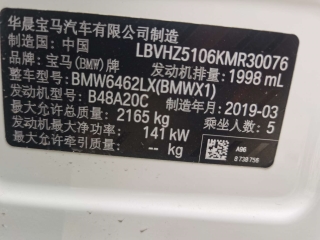 华晨宝马汽车有限公司制造
制造国：中国 LBVHZ5106KMR30076
品牌：宝马(BMW)牌 发动机排量：1998 mL
整车型号：BMW6462LX(BMWX1)
发动机型号：B48A20C
最大允许总质量：2165 kg 制造年月：2019-03
发动机最大净功率：141 kW 乘坐人数：5
最大允许牵引质量：-- kg
A96
8 738 756